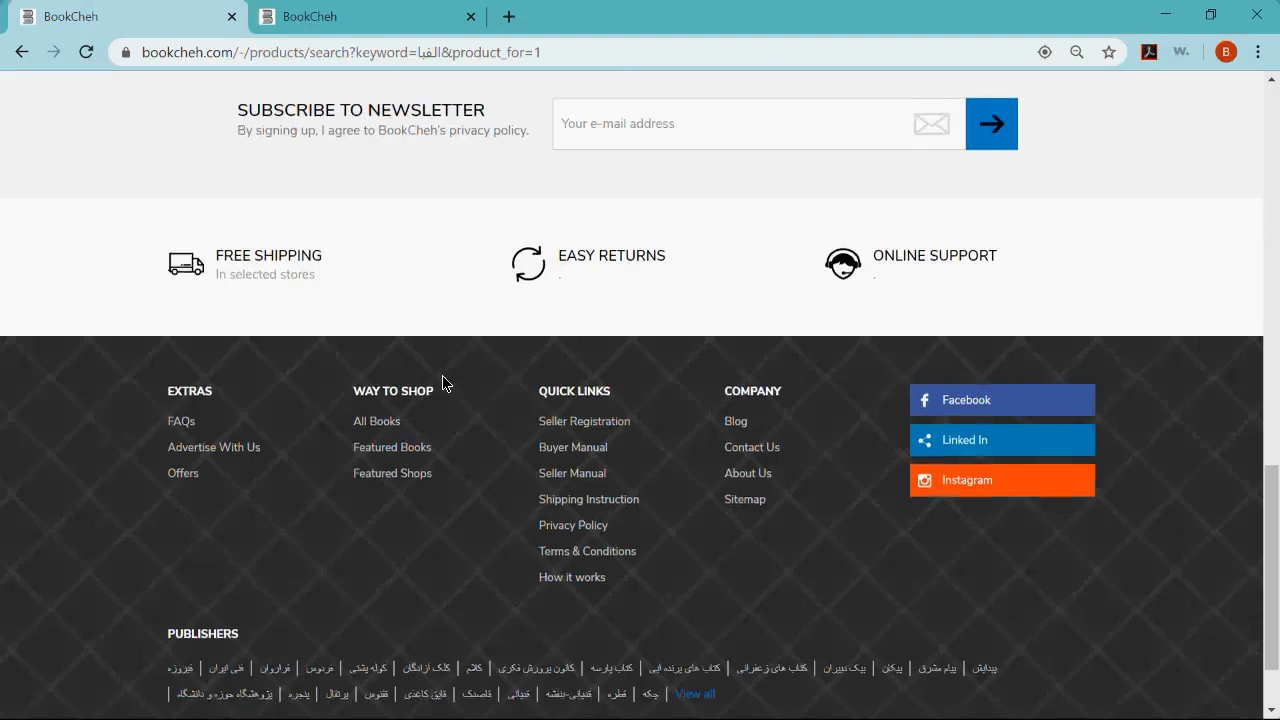 BookCheh
BookCheh
bookcheh.com/-/products/search?keyword=الفبا&product_for=1
W.
B
SUBSCRIBE TO NEWSLETTER
By signing up, I agree to BookCheh's privacy policy.
Your e-mail address
FREE SHIPPING
In selected stores
EASY RETURNS
.
ONLINE SUPPORT
.
EXTRAS
FAQs
Advertise With Us
Offers
WAY TO SHOP
All Books
Featured Books
Featured Shops
QUICK LINKS
Seller Registration
Buyer Manual
Seller Manual
Shipping Instruction
Privacy Policy
Terms & Conditions
How it works
COMPANY
Blog
Contact Us
About Us
Sitemap
Facebook
Linked In
Instagram
PUBLISHERS
فیروزه | فنی ایران | فراروان | فردوس | کوله پشتی | کلک آزادگان | کلام | کانون پرورش فکری | کتاب پارسه | کتاب های پرنده آبی | کتاب های زعفرانی | پیک دبیران | پیکان | پیام مشرق | پیدایش
| پژوهشگاه حوزه و دانشگاه | پنجره | پرتقال | ققنوس | قایق کاغذی | قاصدک | قدیانی | قدیانی-بنفشه | قطره | چکه | View all